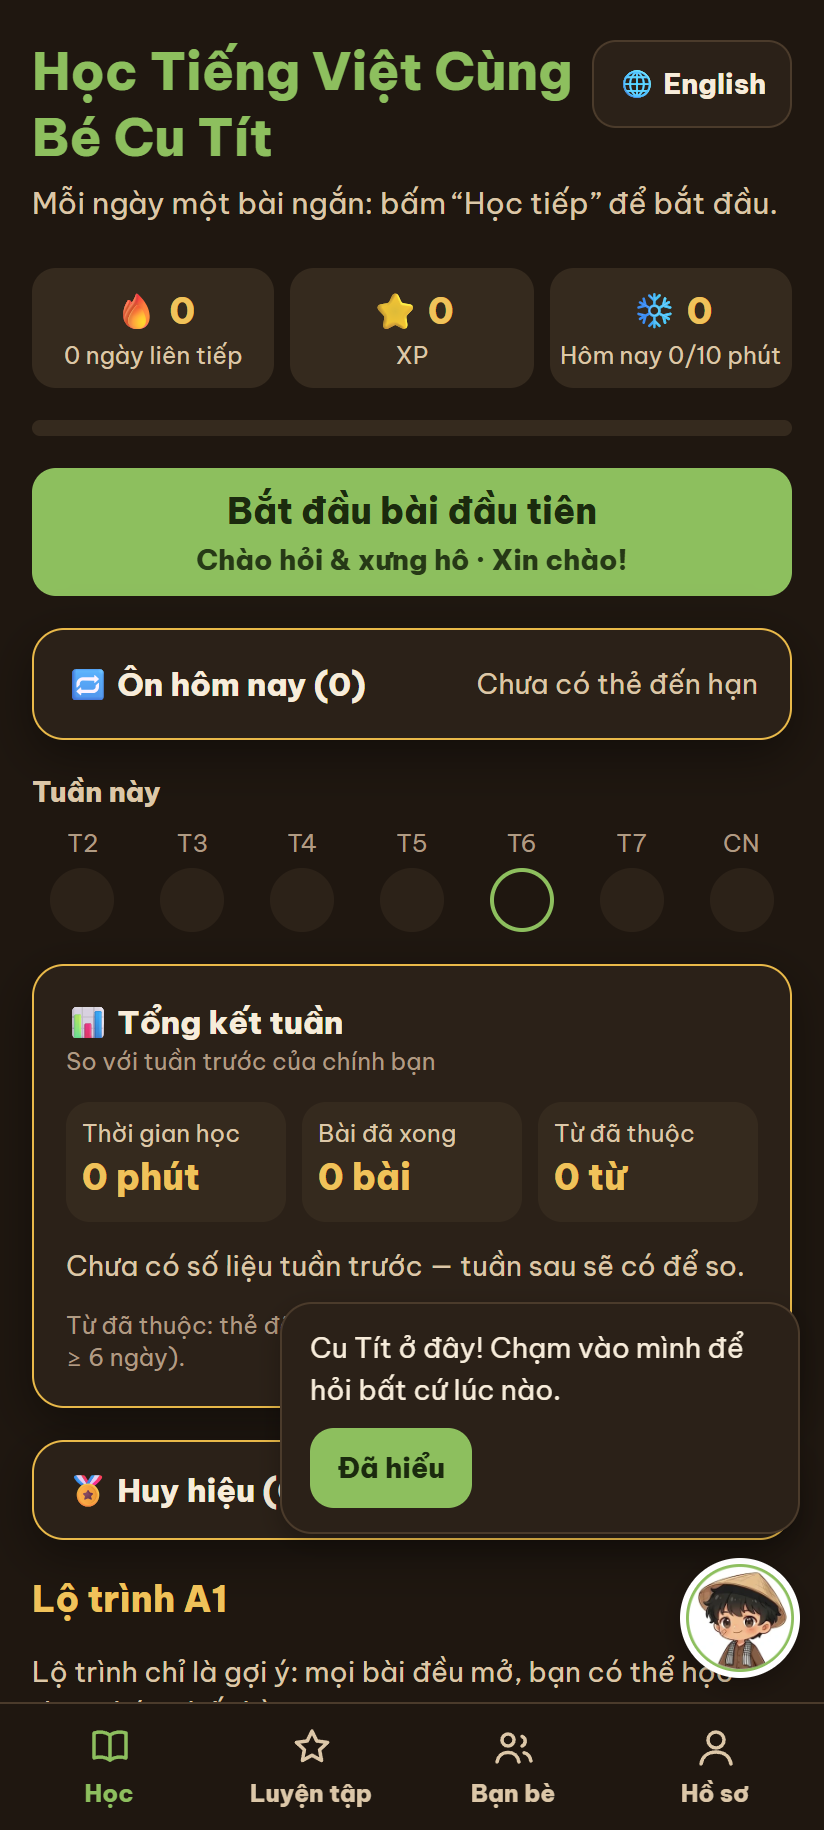 Học Tiếng Việt Cùng
Bé Cu Tít
English
Mỗi ngày một bài ngắn: bấm “Học tiếp” để bắt đầu.
0
0 ngày liên tiếp
0
XP
0
Hôm nay 0/10 phút
Bắt đầu bài đầu tiên
Chào hỏi & xưng hô · Xin chào!
Ôn hôm nay (0)
Chưa có thẻ đến hạn
Tuần này
T2 T3 T4 T5 T6 T7 CN
Tổng kết tuần
So với tuần trước của chính bạn
Thời gian học
0 phút
Bài đã xong
0 bài
Từ đã thuộc
0 từ
Chưa có số liệu tuần trước — tuần sau sẽ có để so.
Từ đã thuộc: thẻ
≥ 6 ngày).
Cu Tít ở đây! Chạm vào mình để
hỏi bất cứ lúc nào.
Đã hiểu
Huy hiệu
Lộ trình A1
Lộ trình chỉ là gợi ý: mọi bài đều mở, bạn có thể học
Học
Luyện tập
Bạn bè
Hồ sơ